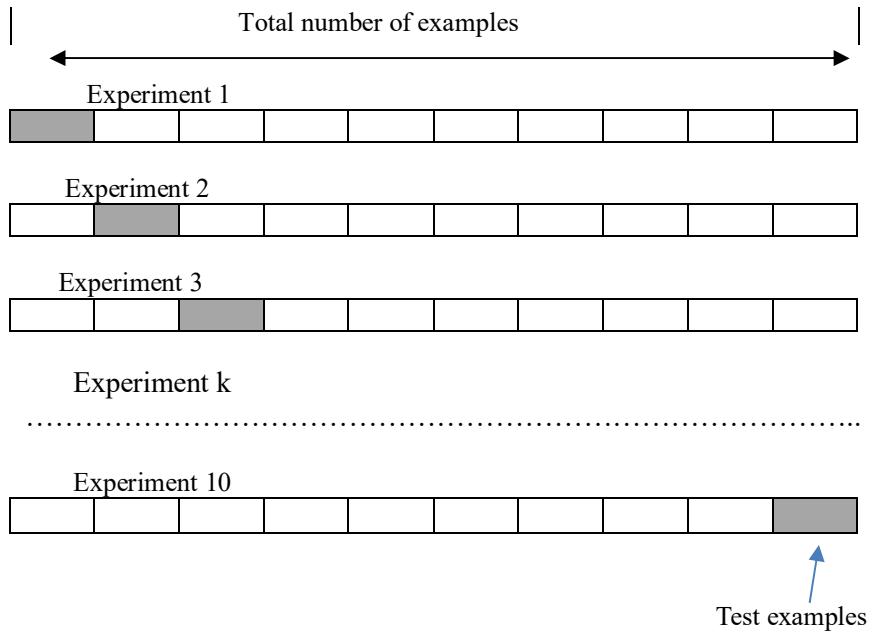 Total number of examples
Experiment 1
Experiment 2
Experiment 3
Experiment k
…………………………………………………………………………..
Experiment 10
Test examples